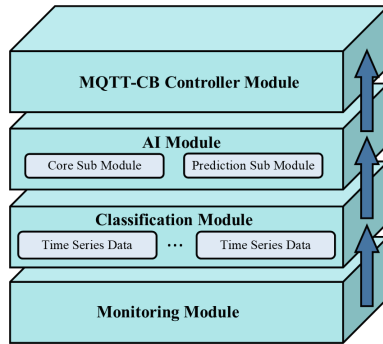 MQTT-CB Controller Module
AI Module
Core Sub Module Prediction Sub Module
Classification Module
Time Series Data ... Time Series Data
Monitoring Module